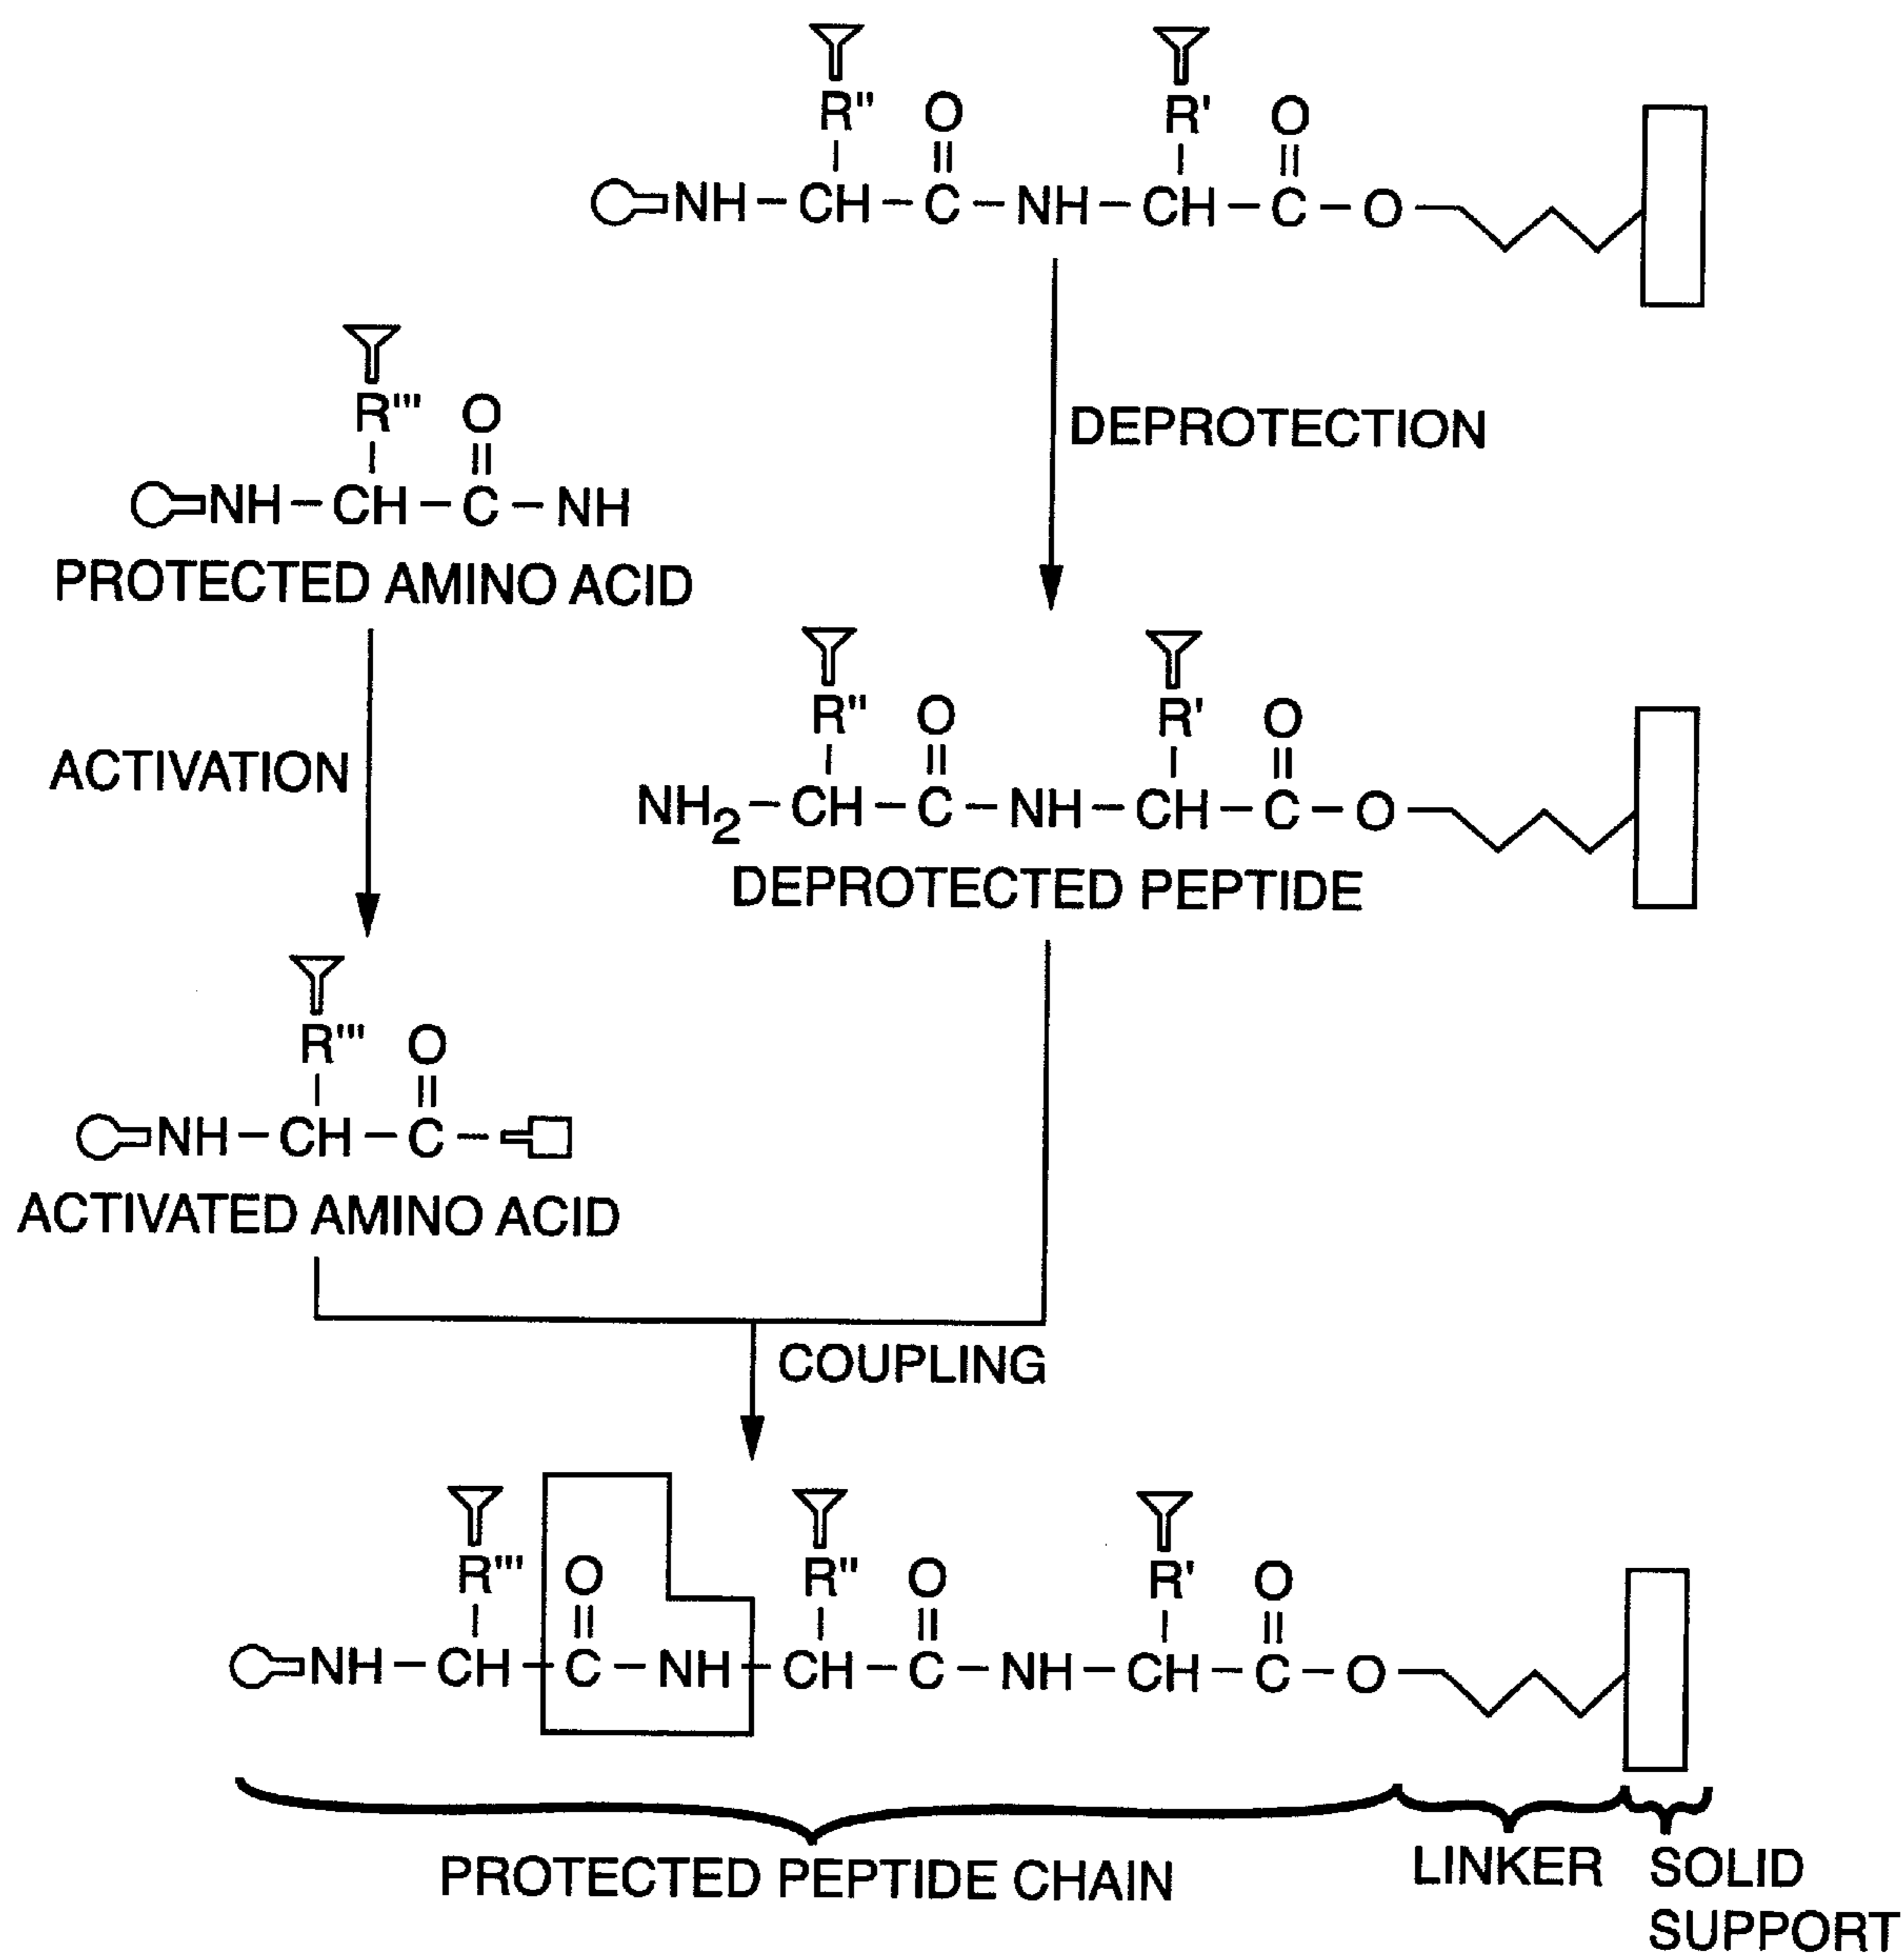 R" O R' O
||  ||
NH–CH–C–NH–CH–C–O
R''' O
||
NH–CH–C–NH
PROTECTED AMINO ACID
DEPROTECTION
ACTIVATION
R" O R' O
||  ||
NH2–CH–C–NH–CH–C–O
DEPROTECTED PEPTIDE
R''' O
||
NH–CH–C–
ACTIVATED AMINO ACID
COUPLING
R''' O R" O R' O
||  ||  ||
NH–CH–C–NH–CH–C–NH–CH–C–O
PROTECTED PEPTIDE CHAIN
LINKER
SOLID
SUPPORT